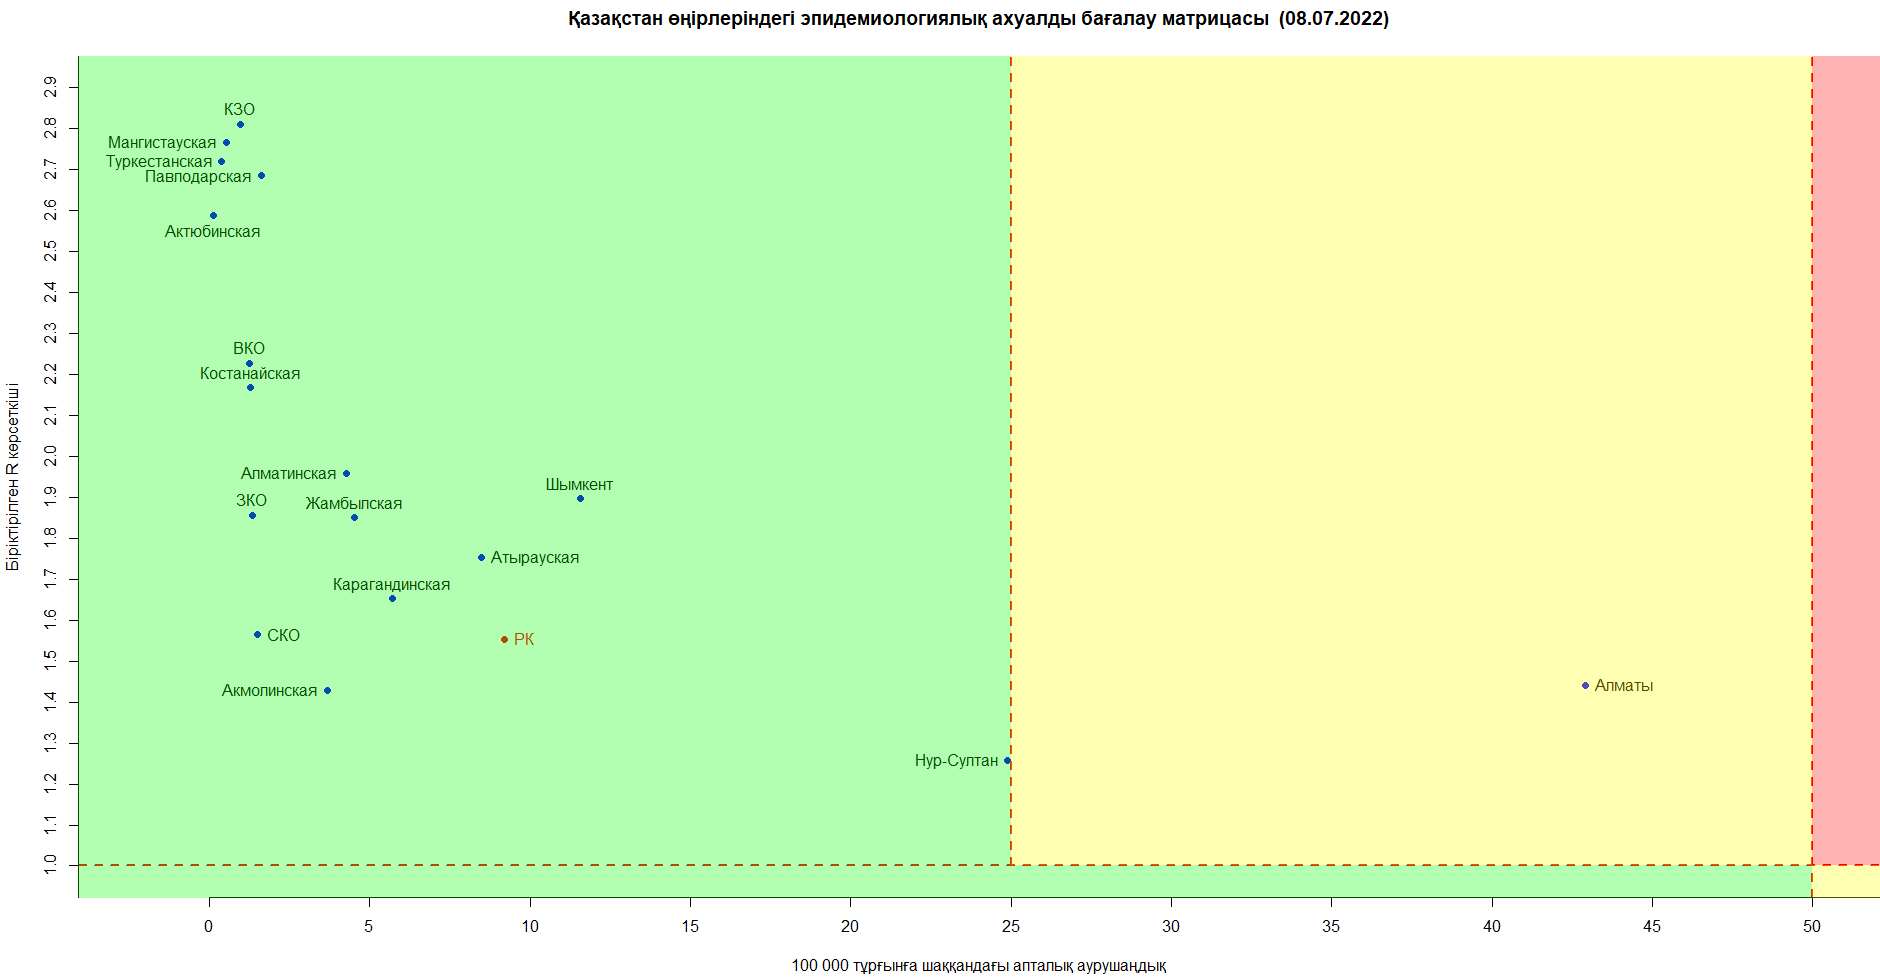 Қазақстан өңірлеріндегі эпидемиологиялық ахуалды бағалау матрицасы (08.07.2022)
2.9
2.8
2.7
2.6
2.5
2.4
2.3
2.2
2.1
2.0
1.9
1.8
1.7
1.6
1.5
1.4
1.3
1.2
1.1
1.0
Біріктірілген R көрсеткіші
КЗО
Мангистауская
Туркестанская
Павлодарская
Актюбинская
ВКО
Костанайская
Алматинская
Шымкент
ЗКО
Жамбылская
Атырауская
Карагандинская
СКО
РК
Алматы
Акмолинская
Нур-Султан
0 5 10 15 20 25 30 35 40 45 50
100 000 тұрғынға шаққандағы апталық аурушаңдық